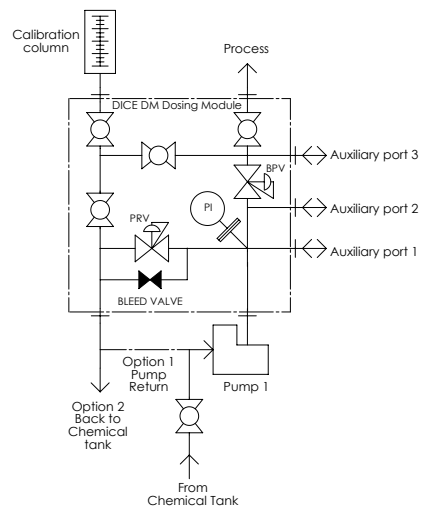 Calibration
column
Process
DICE DM Dosing Module
Auxiliary port 3
BPV
PI
Auxiliary port 2
PRV
Auxiliary port 1
BLEED VALVE
Option 1
Pump
Return
Pump 1
Option 2
Back to
Chemical
tank
From
Chemical Tank